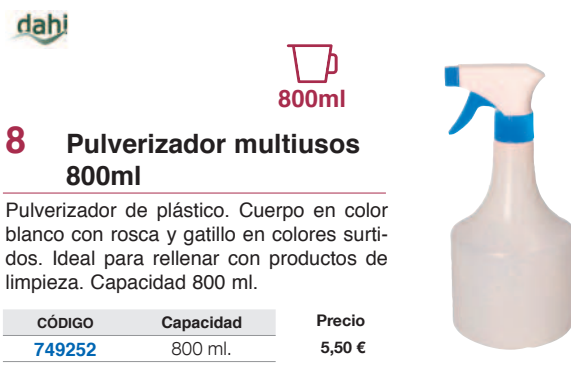 dahi
800ml
8 Pulverizador multiusos
800ml
Pulverizador de plástico. Cuerpo en color
blanco con rosca y gatillo en colores surti-
dos. Ideal para rellenar con productos de
limpieza. Capacidad 800 ml.
CÓDIGO Capacidad Precio
749252 800 ml. 5,50 €